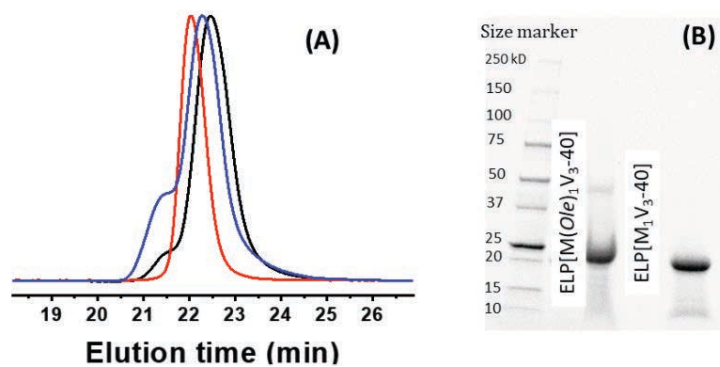 (A)
19 20 21 22 23 24 25 26
Elution time (min)
Size marker
(B)
250 kD
150
100
75
50
37
25
20
15
10
ELP[M(Ole)₁V₃-40]
ELP[M₁V₃-40]